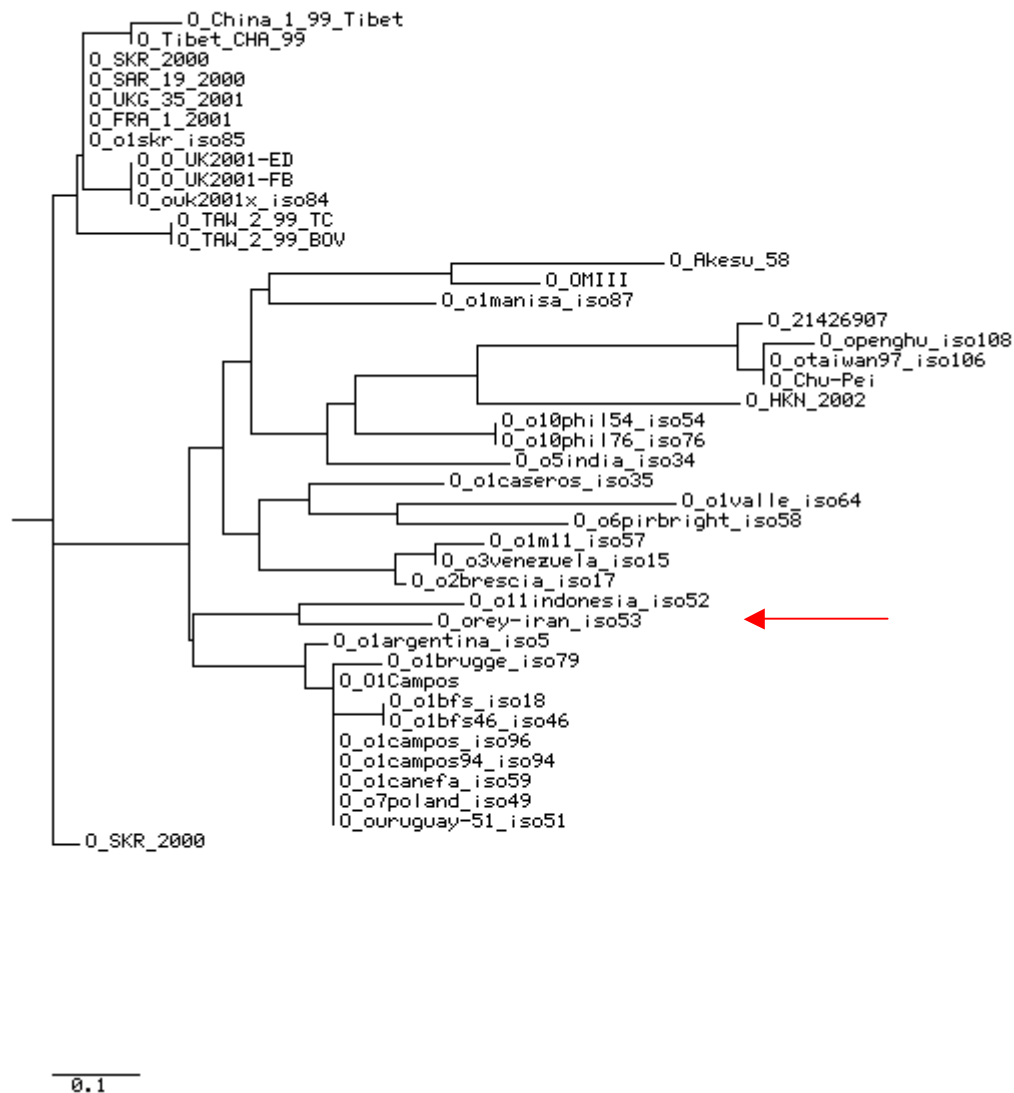 O_China_1_99_Tibet
O_Tibet_CHA_99
O_SKR_2000
O_SAR_19_2000
O_UKG_35_2001
O_FRA_1_2001
O_o1skr_iso85
O_O_UK2001-ED
O_O_UK2001-FB
O_ouk2001x_iso84
O_TAW_2_99_TC
O_TAW_2_99_BOV
O_Akesu_58
O_OMIII
O_o1manisa_iso87
O_21426907
O_openghu_iso108
O_otaiwan97_iso106
O_Chu-Pei
O_HKN_2002
O_o10phil54_iso54
O_o10phil76_iso76
O_o5india_iso34
O_o1caseros_iso35
O_o1valle_iso64
O_o6pirbright_iso58
O_o1m11_iso57
O_o3venezuela_iso15
O_o2brescia_iso17
O_o11indonesia_iso52
O_orey-iran_iso53
O_o1argentina_iso5
O_o1brugge_iso79
O_O1Campos
O_o1bfs_iso18
O_o1bfs46_iso46
O_o1campos_iso96
O_o1campos94_iso94
O_o1canefa_iso59
O_o7poland_iso49
O_ouruguay-51_iso51
O_SKR_2000
0.1